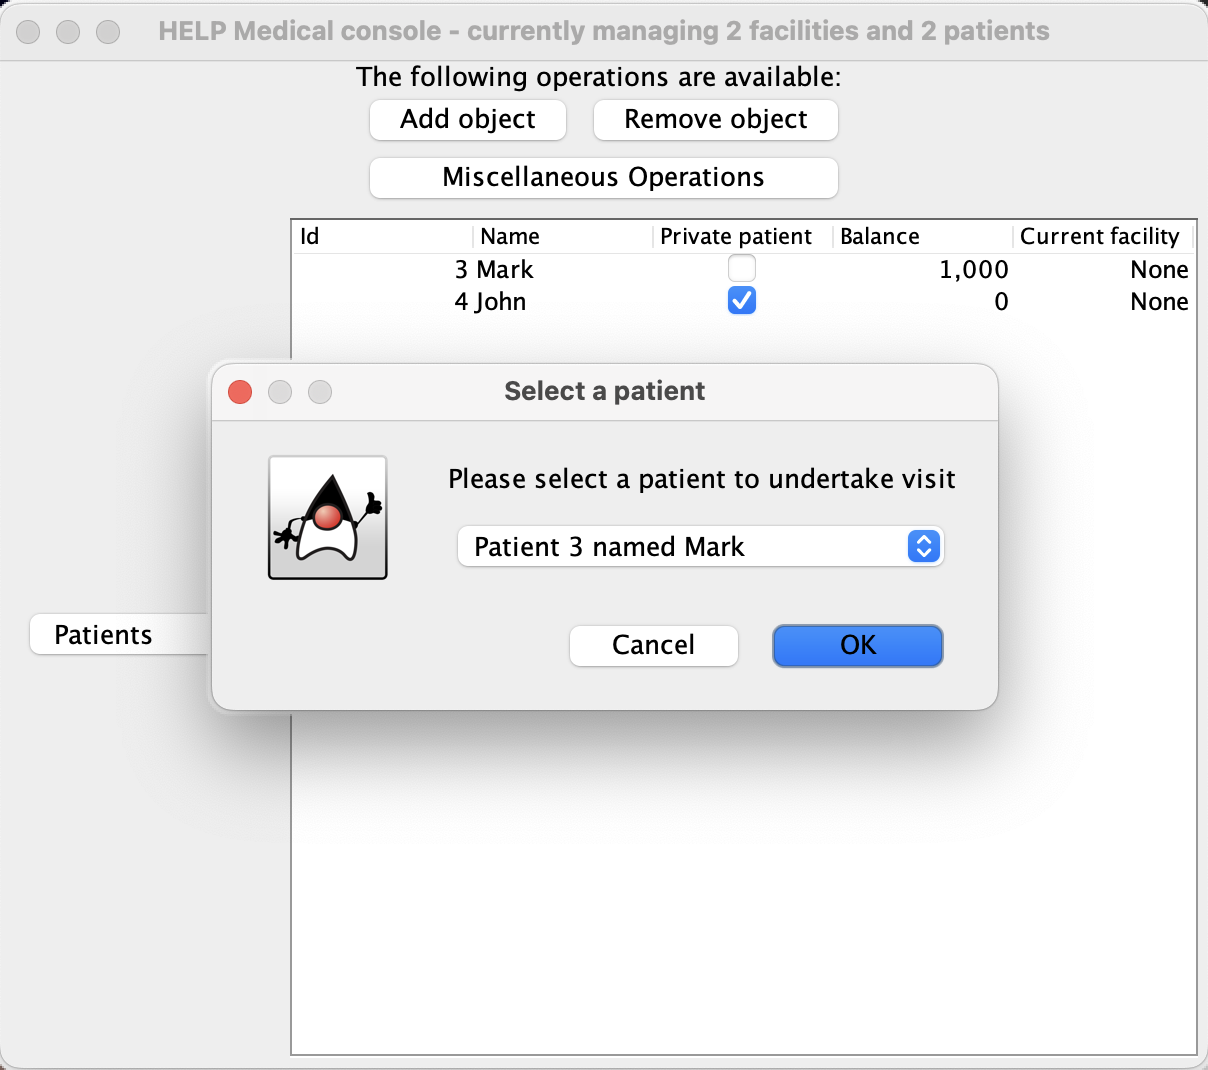 HELP Medical console - currently managing 2 facilities and 2 patients
The following operations are available:
Add object Remove object
Miscellaneous Operations
Id Name Private patient Balance Current facility
3 Mark 1,000 None
4 John 0 None
Select a patient
Please select a patient to undertake visit
Patient 3 named Mark
Patients
Cancel OK